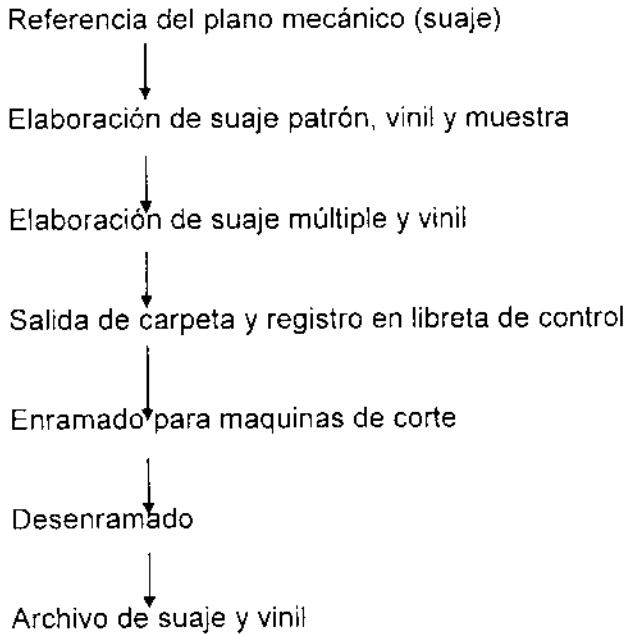 Referencia del plano mecánico (suaje)
Elaboración de suaje patrón, vinil y muestra
Elaboración de suaje múltiple y vinil
Salida de carpeta y registro en libreta de control
Enramado para maquinas de corte
Desenramado
Archivo de suaje y vinil